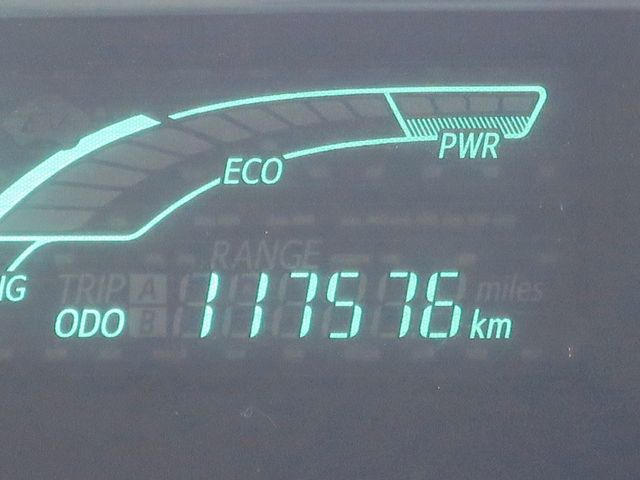 PWR
ECO
RANGE
TRIP A miles
ODO B 117576 km